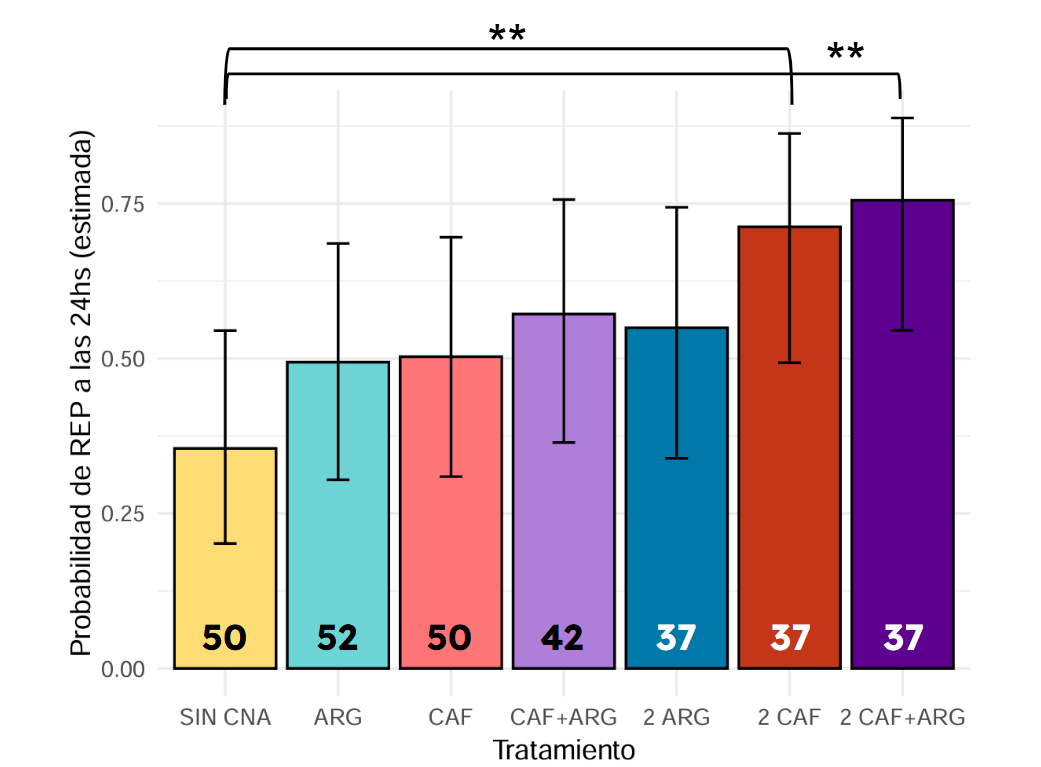 **
**
Probabilidad de REP a las 24hs (estimada)
0.75
0.50
0.25
0.00
50 52 50 42 37 37 37
SIN CNA ARG CAF CAF+ARG 2 ARG 2 CAF 2 CAF+ARG
Tratamiento